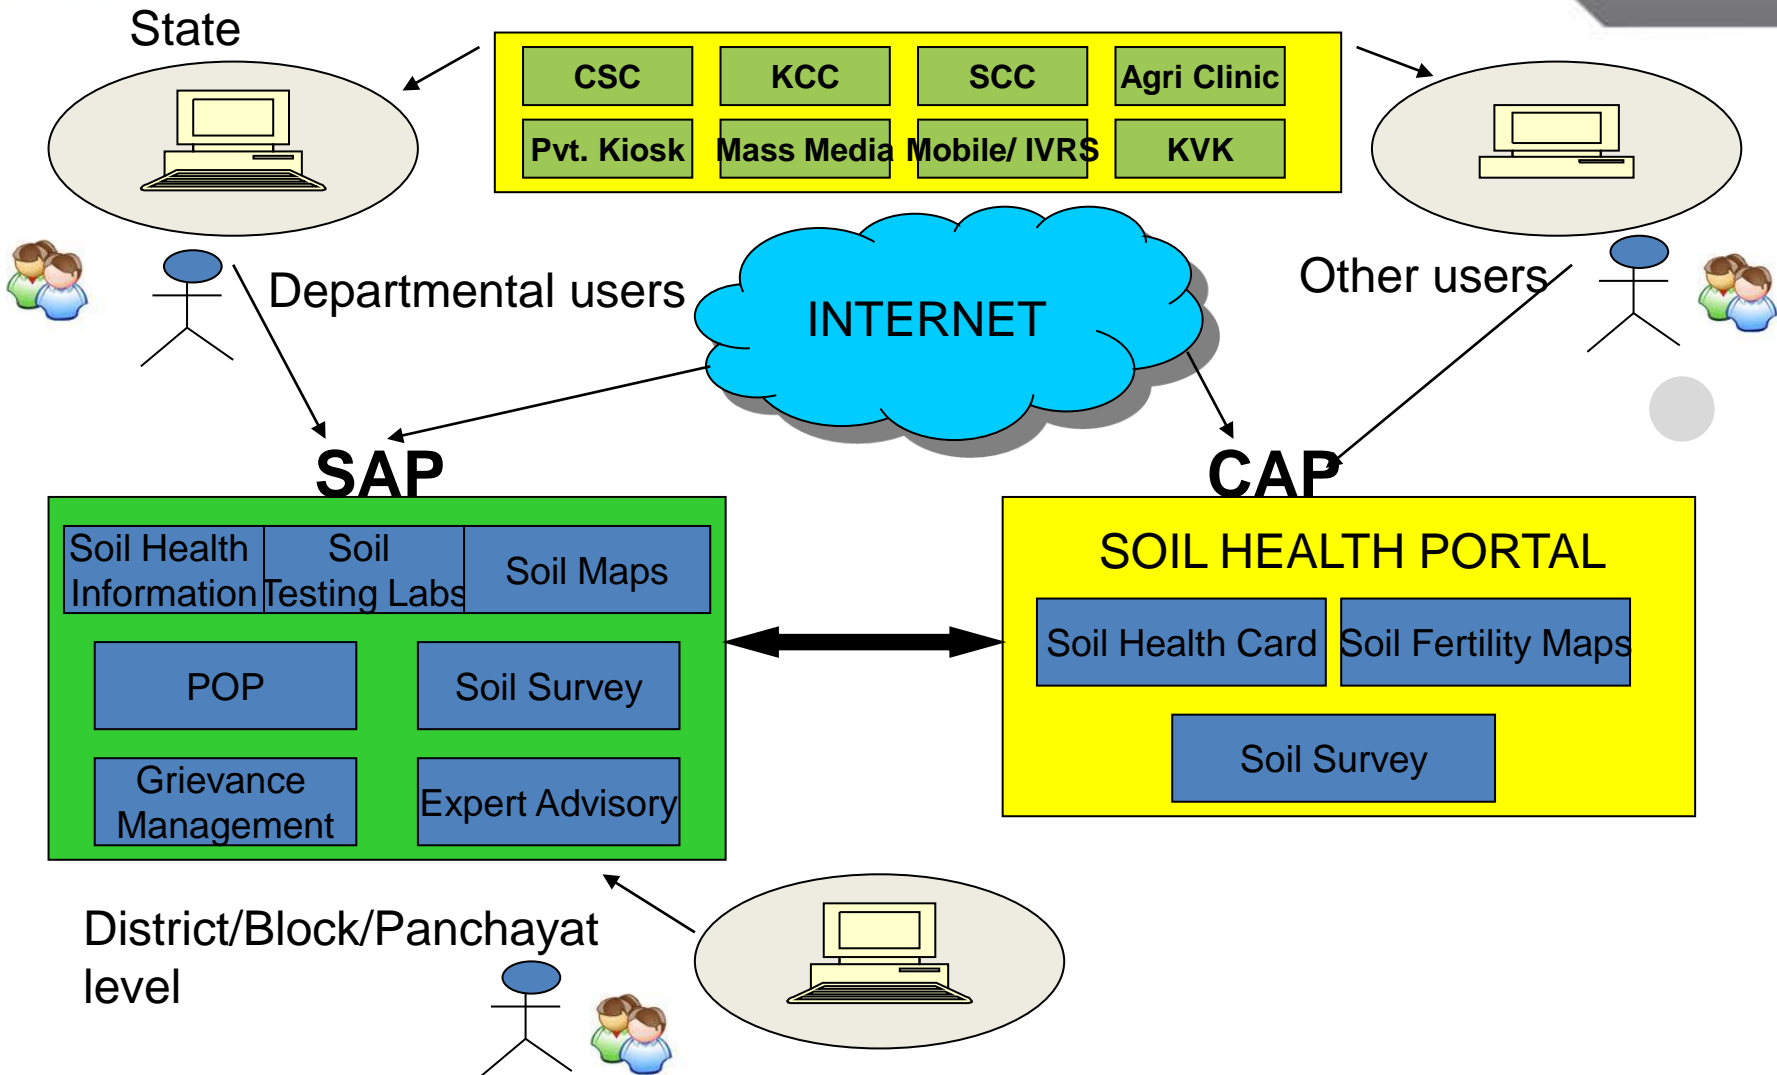 State
CSC
KCC
SCC
Agri Clinic
Pvt. Kiosk
Mass Media
Mobile/ IVRS
KVK
Departmental users
INTERNET
Other users
SAP
CAP
Soil Health
Information
Soil
Testing Labs
Soil Maps
POP
Soil Survey
Grievance
Management
Expert Advisory
SOIL HEALTH PORTAL
Soil Health Card
Soil Fertility Maps
Soil Survey
District/Block/Panchayat
level